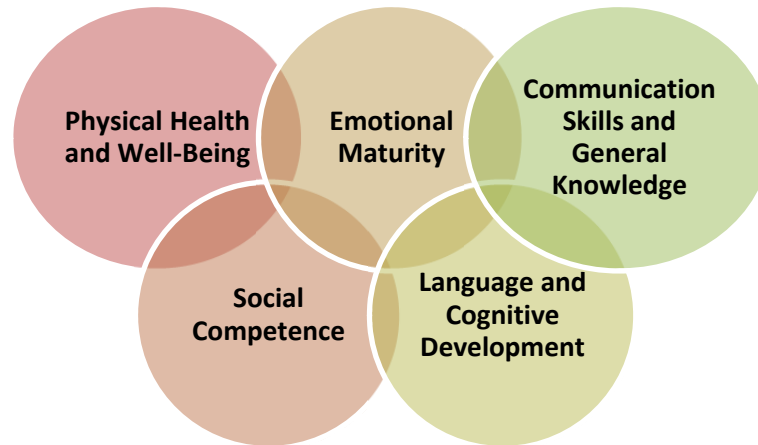 Physical Health
and Well-Being
Emotional
Maturity
Communication
Skills and
General
Knowledge
Social
Competence
Language and
Cognitive
Development